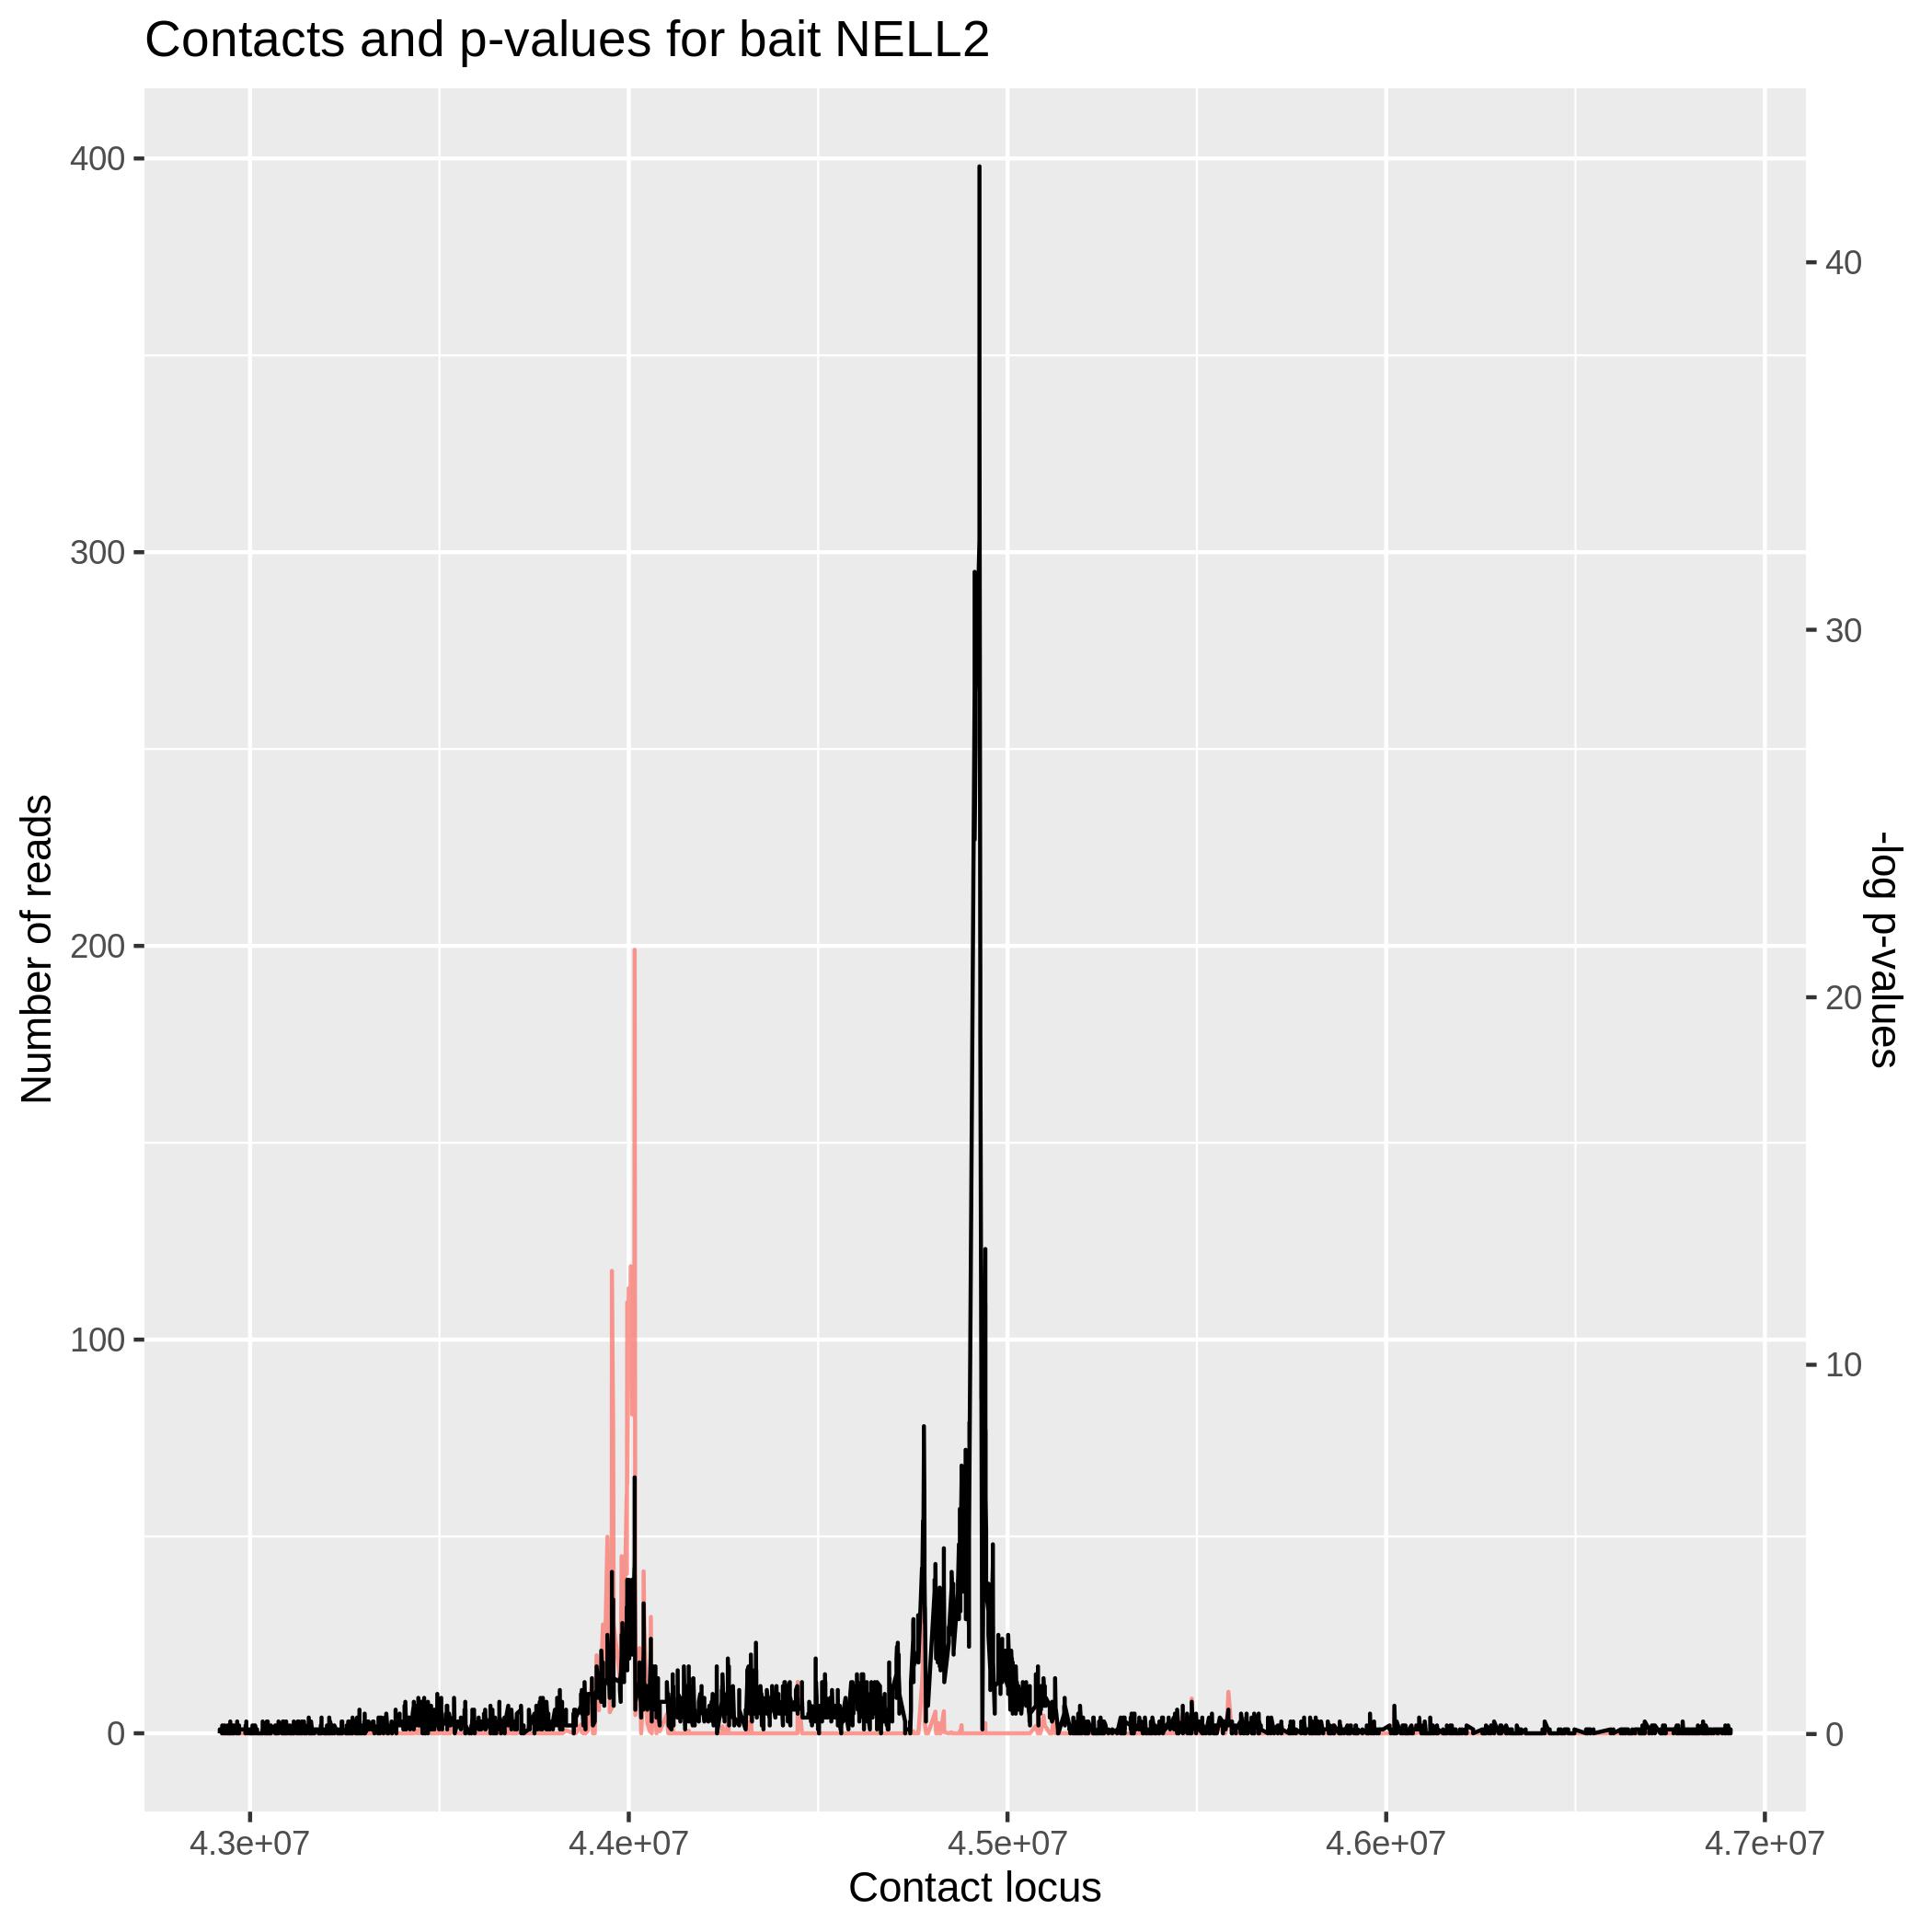 Contacts and p-values for bait NELL2
400
300
200
100
0
Number of reads
40
30
20
10
0
-log p-values
4.3e+07 4.4e+07 4.5e+07 4.6e+07 4.7e+07
Contact locus